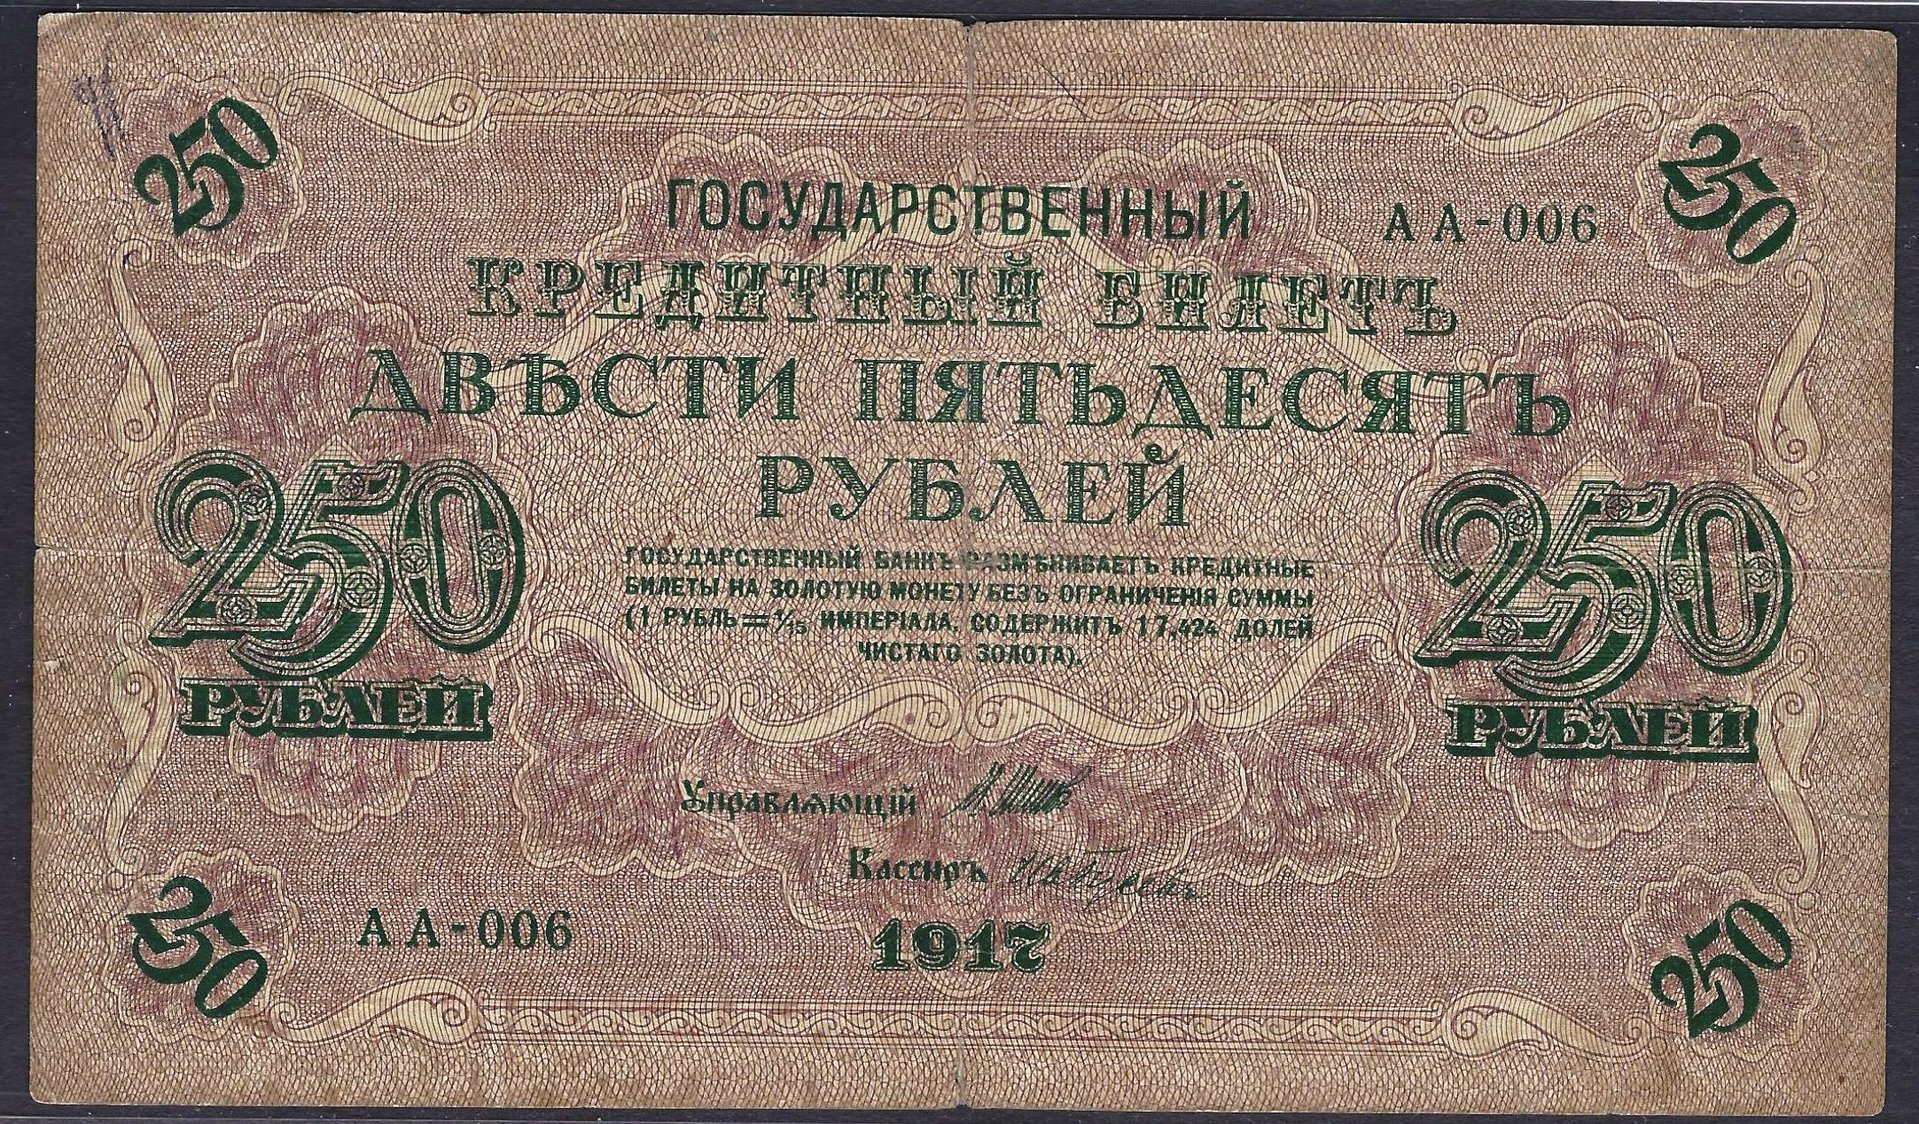 250
250
ГОСУДАРСТВЕННЫЙ АА-006
КРЕДИТНЫЙ БИЛЕТЪ
ДВѢСТИ ПЯТЬДЕСЯТЪ
РУБЛЕЙ
250
РУБЛЕЙ
250
РУБЛЕЙ
ГОСУДАРСТВЕННЫЙ БАНКЪ РАЗМѢНИВАЕТЪ КРЕДИТНЫЕ
БИЛЕТЫ НА ЗОЛОТУЮ МОНЕТУ БЕЗЪ ОГРАНИЧЕНІЯ СУММЫ
(1 РУБЛЬ = 1/15 ИМПЕРІАЛА, СОДЕРЖИТЪ 17,424 ДОЛЕЙ
ЧИСТАГО ЗОЛОТА).
Управляющій
Кассиръ
АА-006
1917
250
250